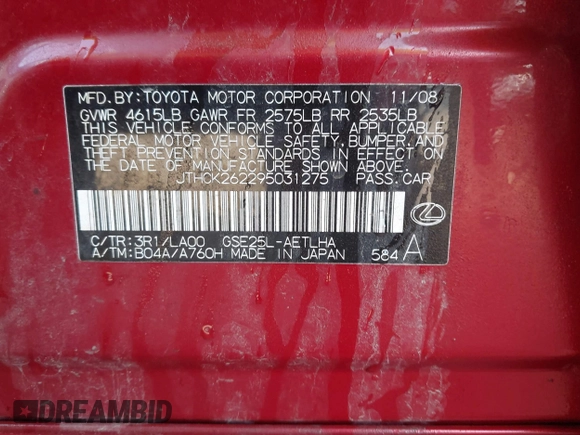 MFD.BY:TOYOTA MOTOR CORPORATION 11/08
GVWR 4615LB GAWR FR 2575LB RR 2535LB
THIS VEHICLE CONFORMS TO ALL APPLICABLE
FEDERAL MOTOR VEHICLE SAFETY,BUMPER,AND
THEFT PREVENTION STANDARDS IN EFFECT ON
THE DATE OF MANUFACTURE SHOWN ABOVE.
JTHCK262295031275 PASS.CAR
C/TR:3R1/LA00 GSE25L-AETLHA
A/TM:B04A/A760H MADE IN JAPAN 584 A
DREAMBID